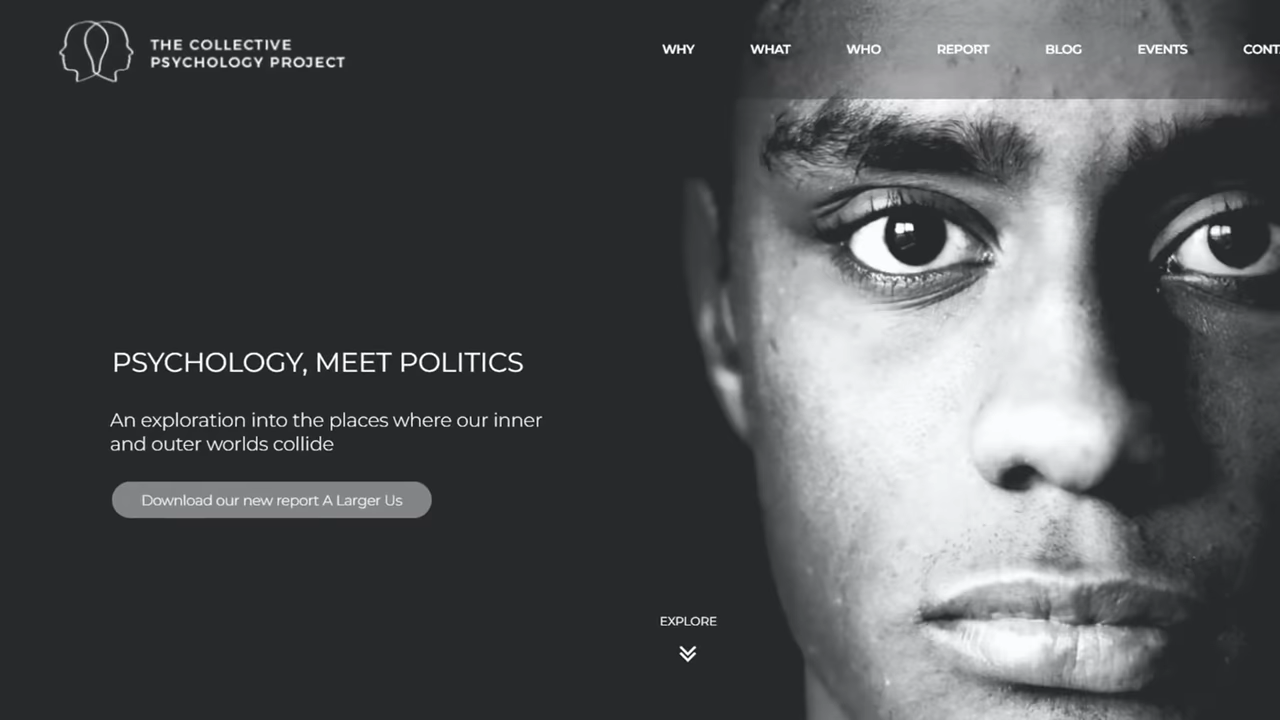 THE COLLECTIVE
PSYCHOLOGY PROJECT
WHY WHAT WHO REPORT BLOG EVENTS CONT
PSYCHOLOGY, MEET POLITICS
An exploration into the places where our inner
and outer worlds collide
Download our new report A Larger Us
EXPLORE